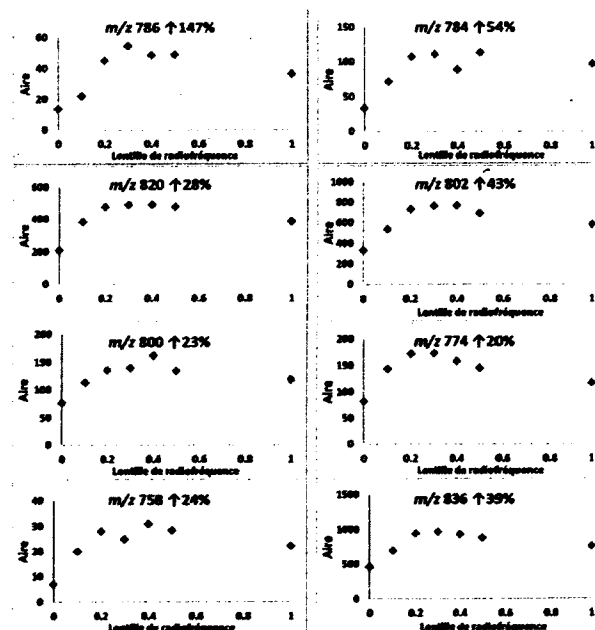 m/z 786 ↑147%
60
40
20
0
Aire
0 0.2 0.4 0.6 0.8 1
Lentille de radiofréquence
m/z 784 ↑54%
150
100
50
0
Aire
0 0.2 0.4 0.6 0.8 1
Lentille de radiofréquence
m/z 820 ↑28%
600
400
200
0
Aire
0 0.2 0.4 0.6 0.8 1
Lentille de radiofréquence
m/z 802 ↑43%
1000
800
600
400
200
0
Aire
0 0.2 0.4 0.6 0.8 1
Lentille de radiofréquence
m/z 800 ↑23%
200
150
100
50
0
Aire
0 0.2 0.4 0.6 0.8 1
Lentille de radiofréquence
m/z 774 ↑20%
200
150
100
50
0
Aire
0 0.2 0.4 0.6 0.8 1
Lentille de radiofréquence
m/z 758 ↑24%
40
30
20
10
0
Aire
0 0.2 0.4 0.6 0.8 1
Lentille de radiofréquence
m/z 836 ↑39%
1500
1000
500
0
Aire
0 0.2 0.4 0.6 0.8 1
Lentille de radiofréquence